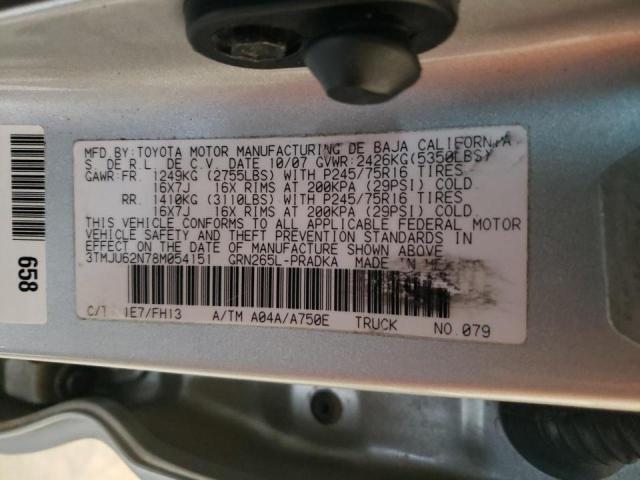 MFD.BY:TOYOTA MOTOR MANUFACTURING DE BAJA CALIFORNIA
S. DE R.L. DE C.V. DATE 10/07 GVWR:2426KG(5350LBS)
GAWR:FR. 1249KG (2755LBS) WITH P245/75R16 TIRES
16X7J 16X RIMS AT 200KPA (29PSI) COLD
RR. 1410KG (3110LBS) WITH P245/75R16 TIRES
16X7J 16X RIMS AT 200KPA (29PSI) COLD
THIS VEHICLE CONFORMS TO ALL APPLICABLE FEDERAL MOTOR
VEHICLE SAFETY AND THEFT PREVENTION STANDARDS IN
EFFECT ON THE DATE OF MANUFACTURE SHOWN ABOVE
3TMJU62N78M054151 GRN265L-PRADKA MADE IN
C/T 1E7/FH13 A/TM A04A/A750E TRUCK NO.079
658